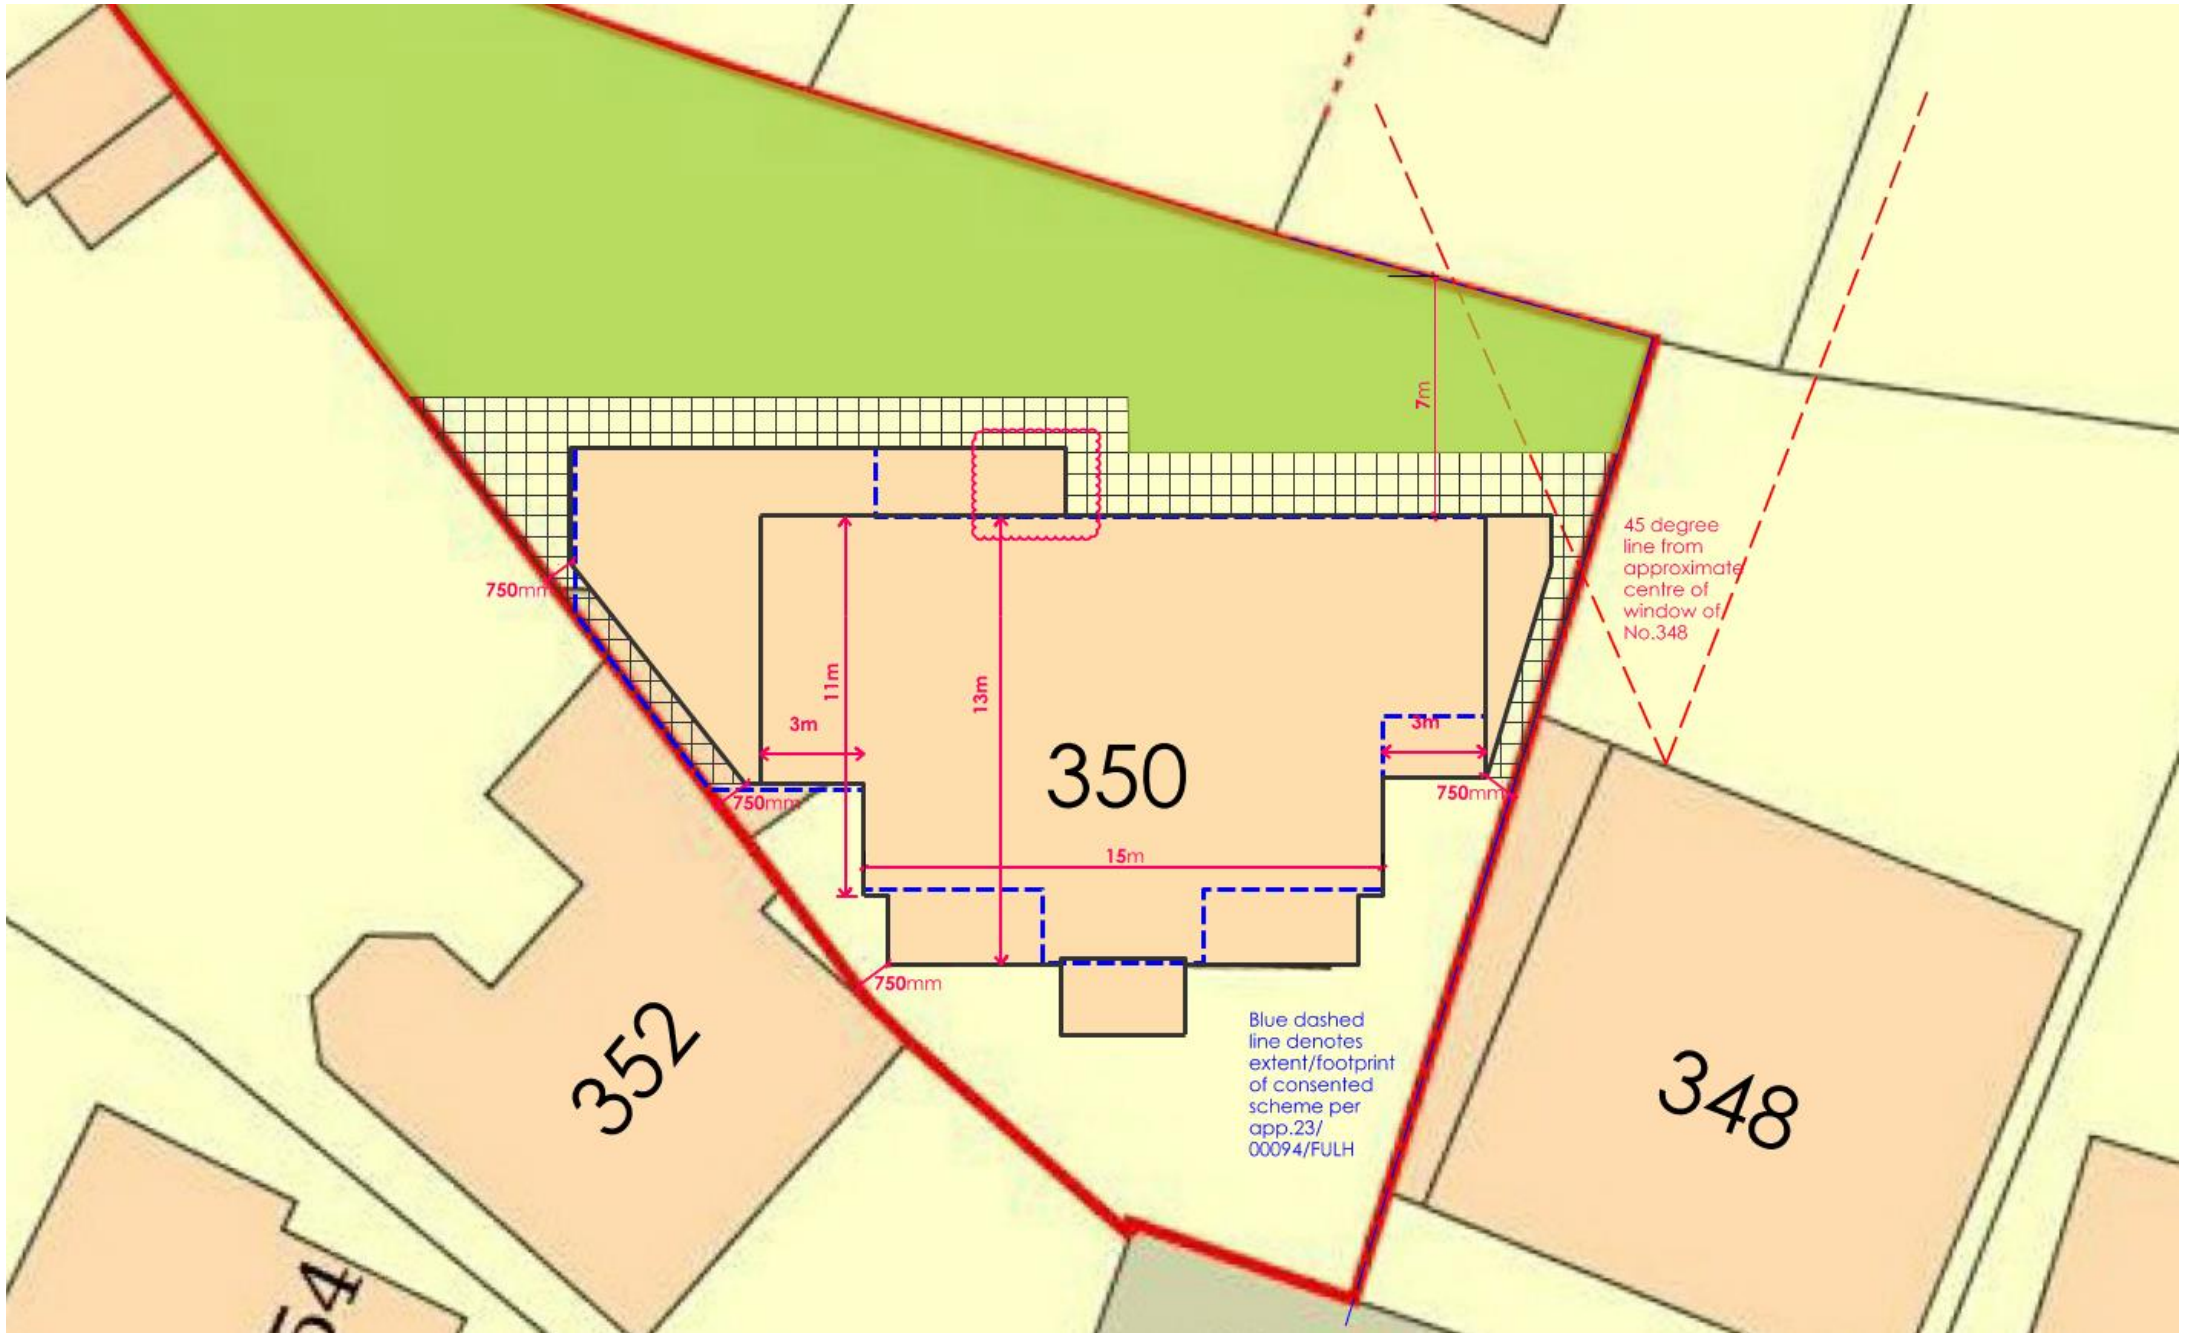 7m
45 degree
line from
approximate
centre of
window of
No.348
750mm
11m
13m
3m
3m
350
750mm
750mm
15m
750mm
352
Blue dashed
line denotes
extent/footprint
of consented
scheme per
app.23/
00094/FULH
348
54